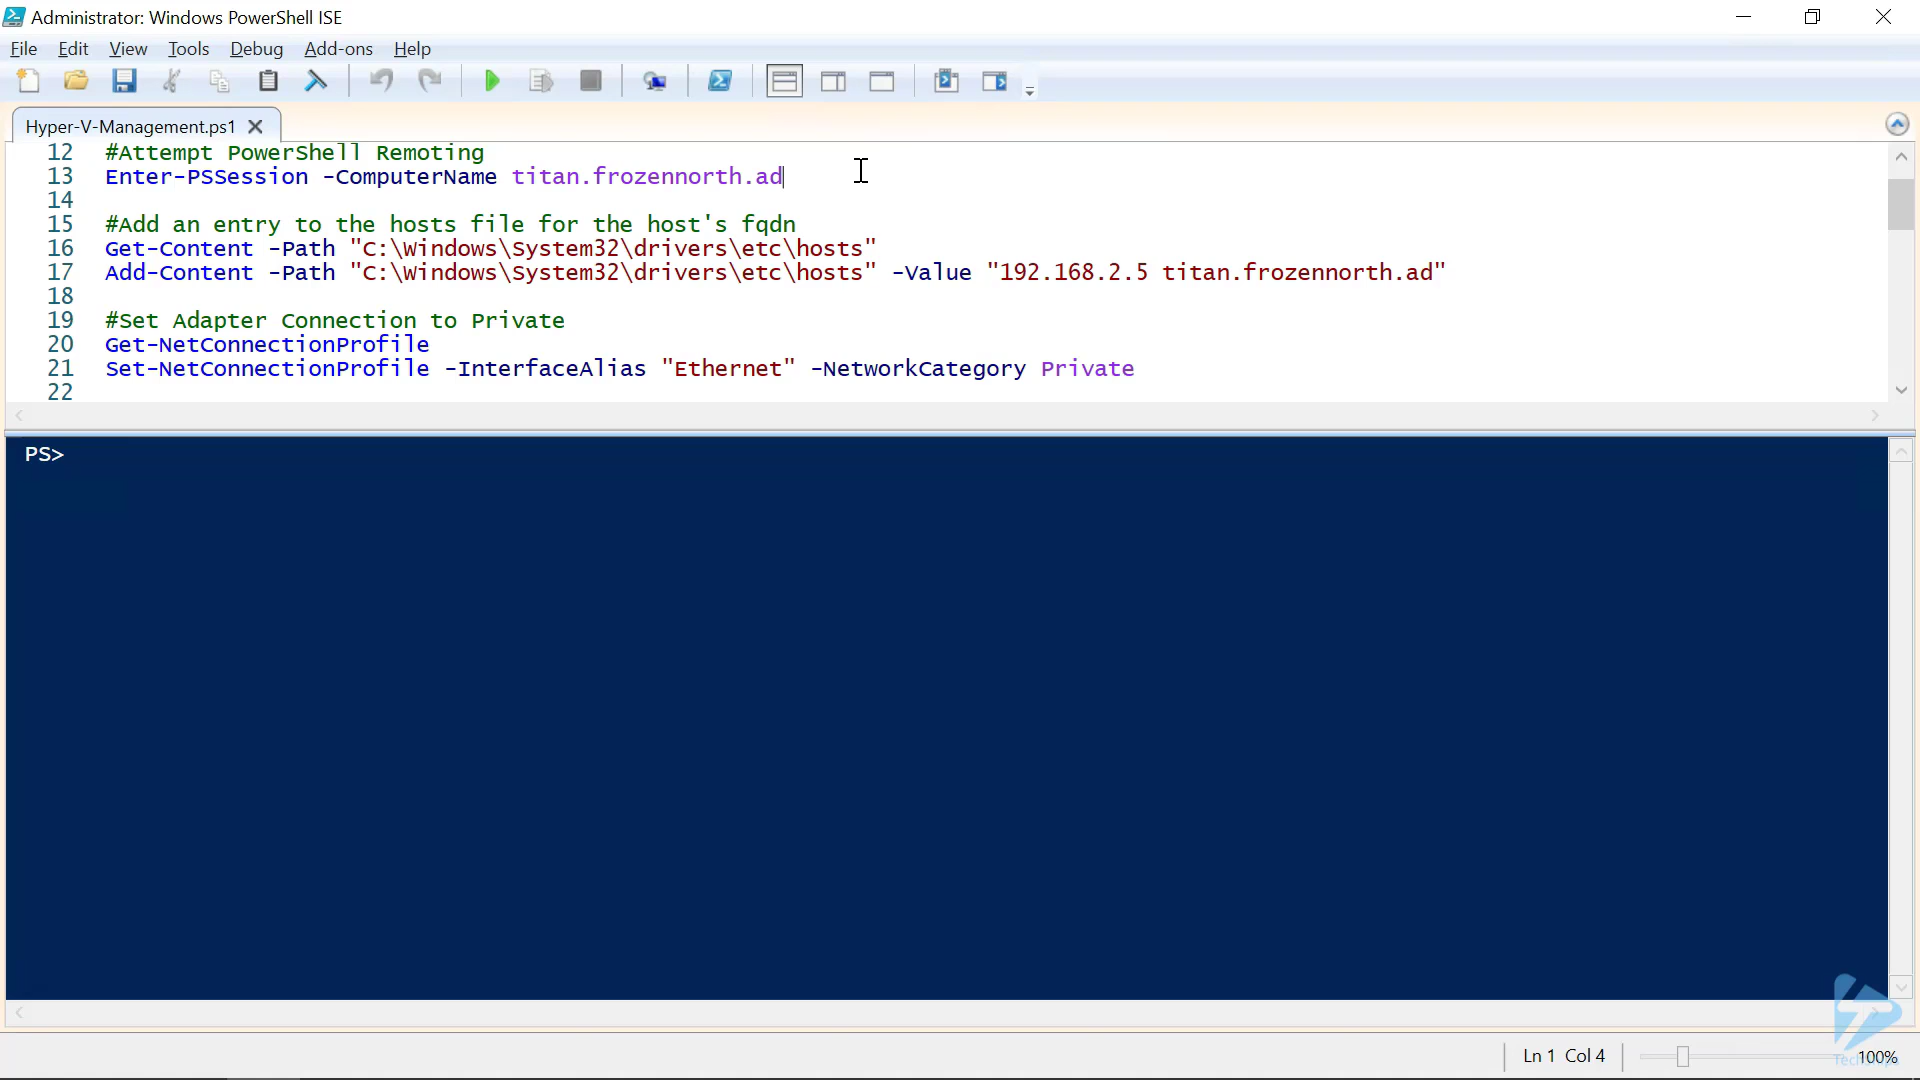 Administrator: Windows PowerShell ISE
File Edit View Tools Debug Add-ons Help
Hyper-V-Management.ps1
12 #Attempt PowerShell Remoting
13 Enter-PSSession -ComputerName titan.frozennorth.ad
14
15 #Add an entry to the hosts file for the host's fqdn
16 Get-Content -Path "C:\Windows\System32\drivers\etc\hosts"
17 Add-Content -Path "C:\Windows\System32\drivers\etc\hosts" -Value "192.168.2.5 titan.frozennorth.ad"
18
19 #Set Adapter Connection to Private
20 Get-NetConnectionProfile
21 Set-NetConnectionProfile -InterfaceAlias "Ethernet" -NetworkCategory Private
22
PS>
Ln 1 Col 4
100%